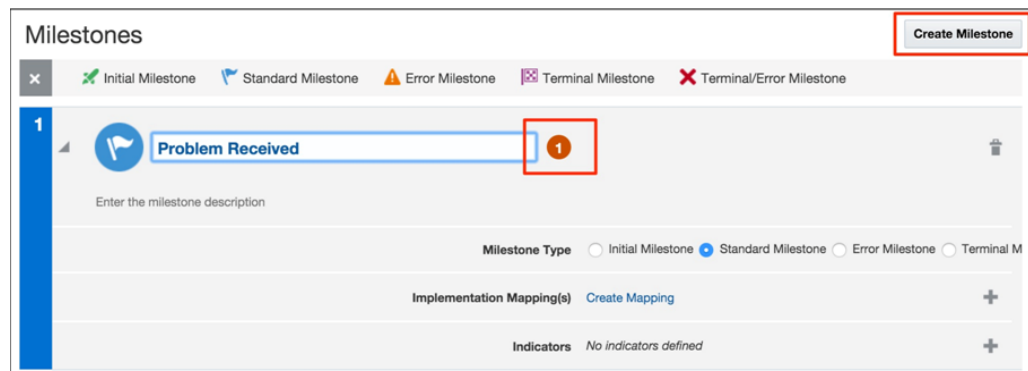 Milestones
Create Milestone
Initial Milestone Standard Milestone Error Milestone Terminal Milestone Terminal/Error Milestone
1
Problem Received 1
Enter the milestone description
Milestone Type Initial Milestone Standard Milestone Error Milestone Terminal M
Implementation Mapping(s) Create Mapping
Indicators No indicators defined